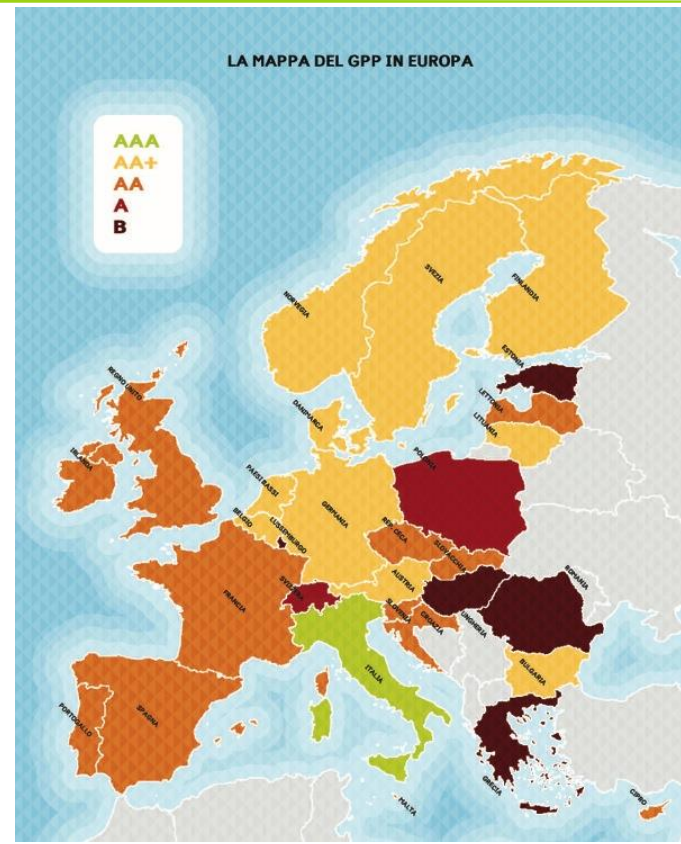 LA MAPPA DEL GPP IN EUROPA
AAA
AA+
AA
A
B
NORVEGIA
SVEZIA
FINLANDIA
ESTONIA
LETTONIA
LITUANIA
REGNO UNITO
IRLANDA
DANIMARCA
PAESI BASSI
BELGIO
LUSSEMBURGO
GERMANIA
POLONIA
REP. CECA
SLOVACCHIA
AUSTRIA
SVIZZERA
FRANCIA
SLOVENIA
CROAZIA
UNGHERIA
ROMANIA
BULGARIA
ITALIA
PORTOGALLO
SPAGNA
GRECIA
MALTA
CIPRO